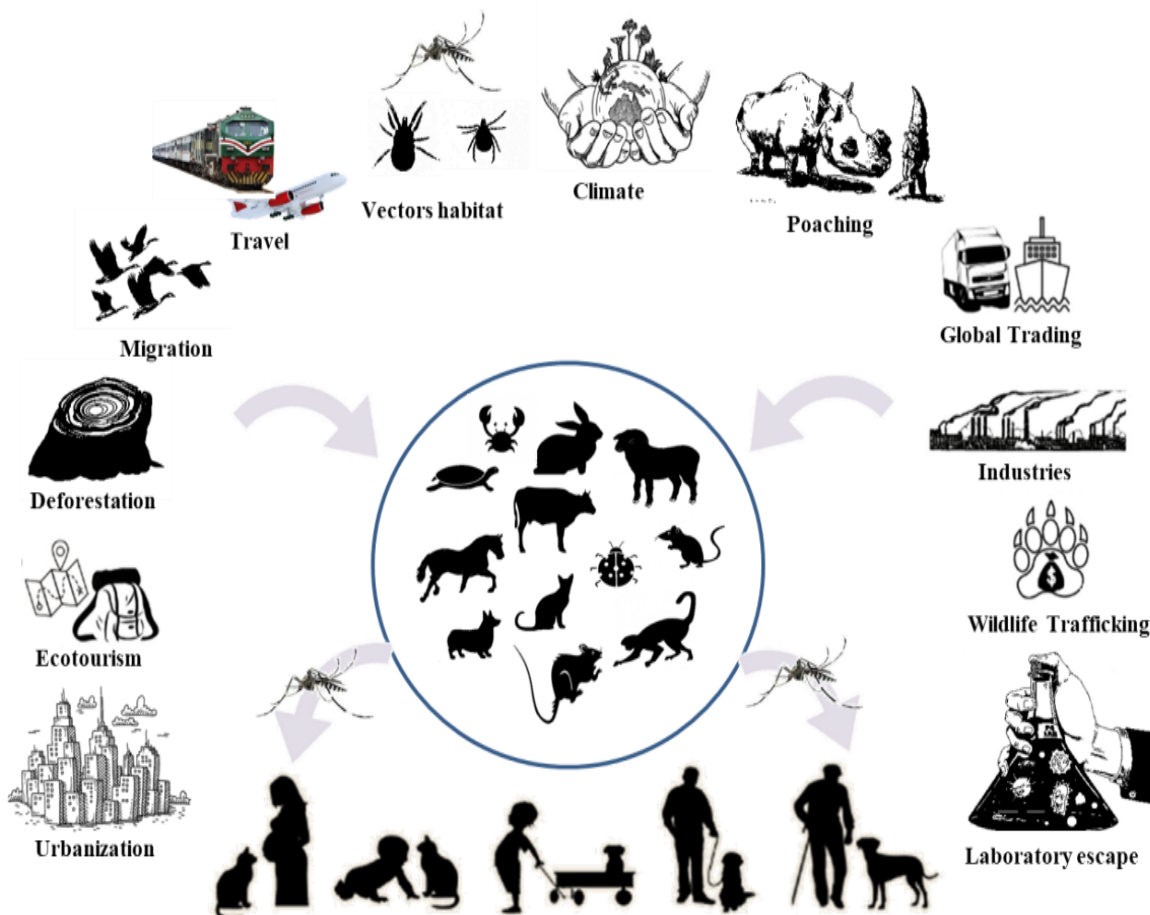 Climate
Vectors habitat
Poaching
Travel
Global Trading
Migration
Industries
Deforestation
Wildlife Trafficking
Ecotourism
Urbanization
Laboratory escape